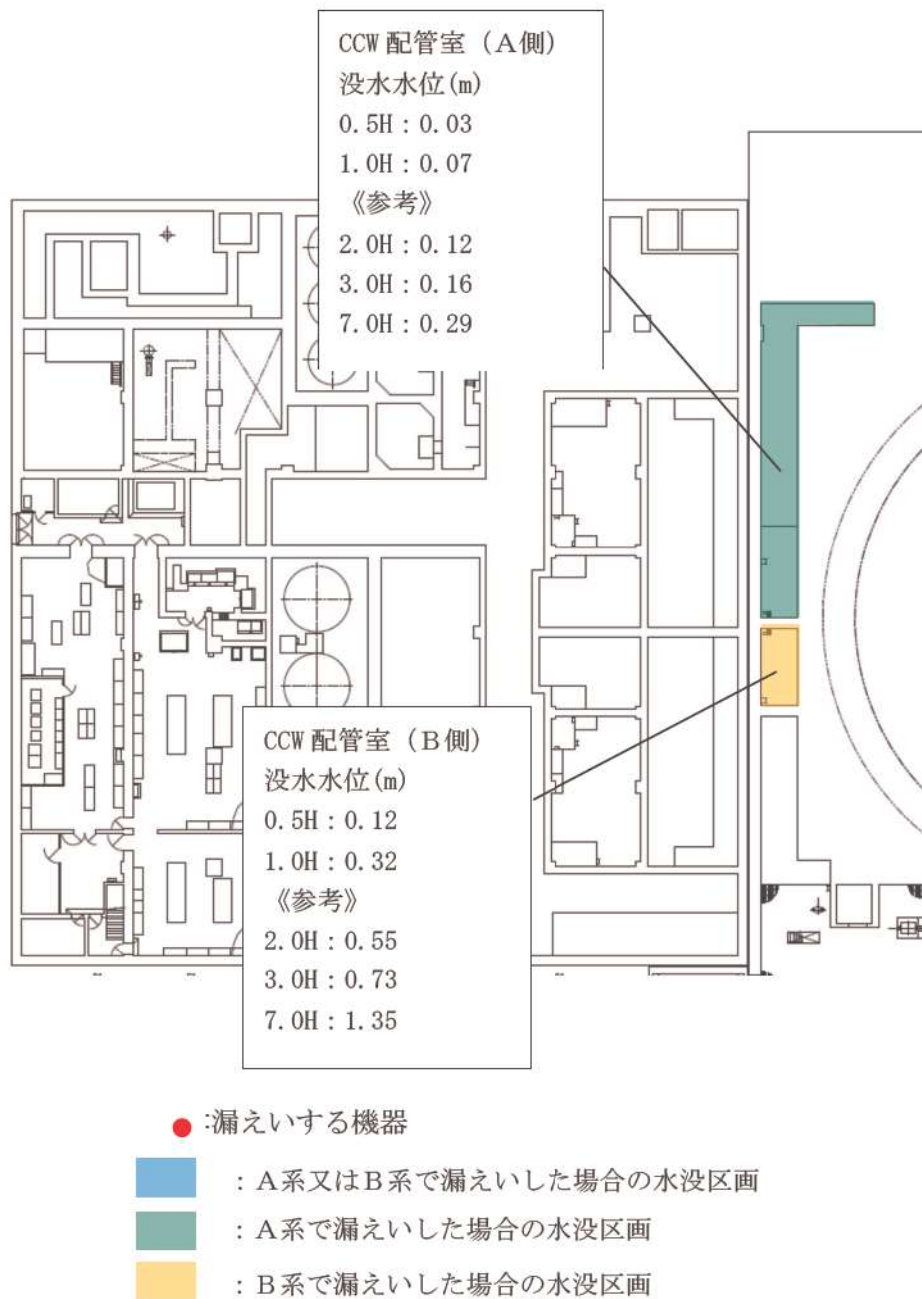 CCW 配管室（A側）
没水水位(m)
0.5H：0.03
1.0H：0.07
《参考》
2.0H：0.12
3.0H：0.16
7.0H：0.29
CCW 配管室（B側）
没水水位(m)
0.5H：0.12
1.0H：0.32
《参考》
2.0H：0.55
3.0H：0.73
7.0H：1.35
:漏えいする機器
：A系又はB系で漏えいした場合の水没区画
：A系で漏えいした場合の水没区画
：B系で漏えいした場合の水没区画